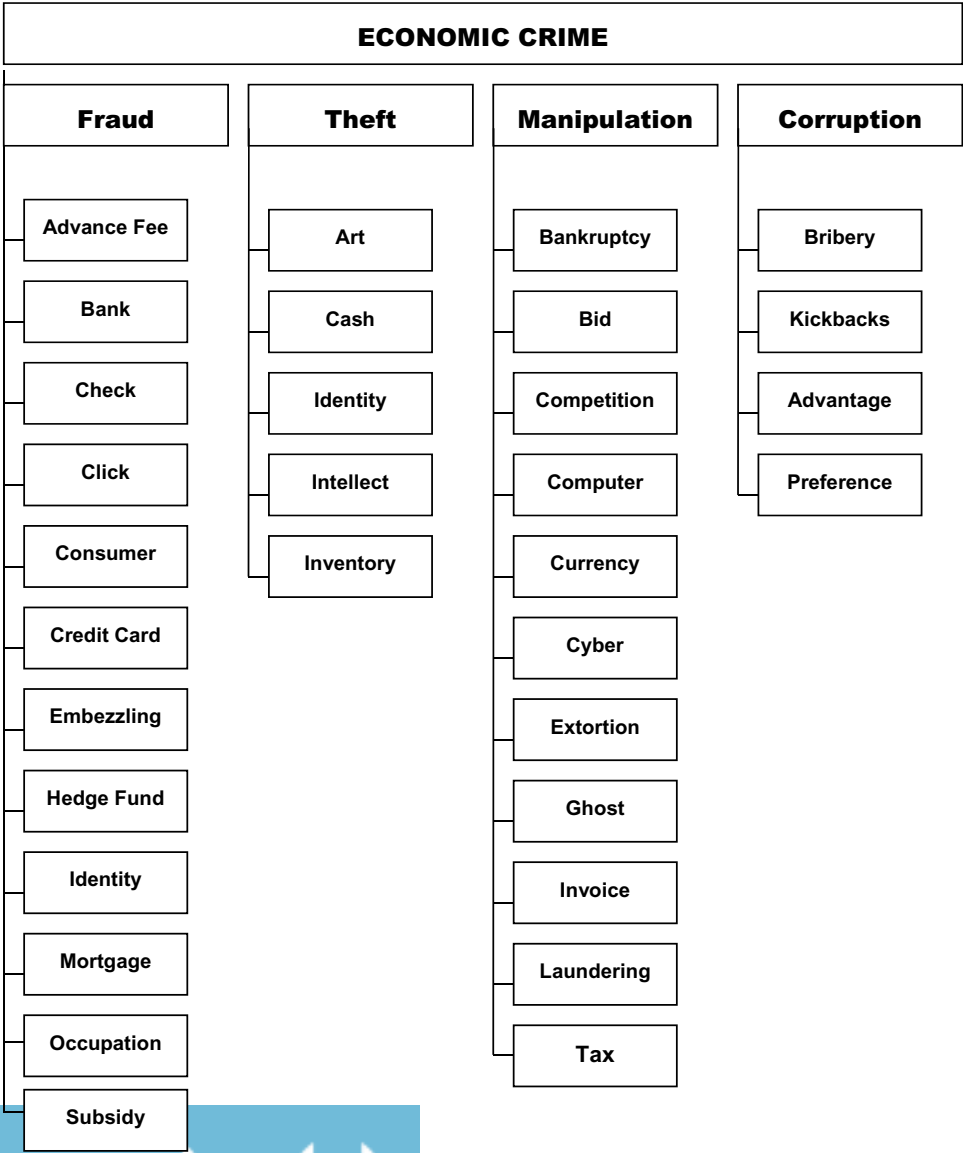 ECONOMIC CRIME
Fraud
Advance Fee
Bank
Check
Click
Consumer
Credit Card
Embezzling
Hedge Fund
Identity
Mortgage
Occupation
Subsidy
Theft
Art
Cash
Identity
Intellect
Inventory
Manipulation
Bankruptcy
Bid
Competition
Computer
Currency
Cyber
Extortion
Ghost
Invoice
Laundering
Tax
Corruption
Bribery
Kickbacks
Advantage
Preference